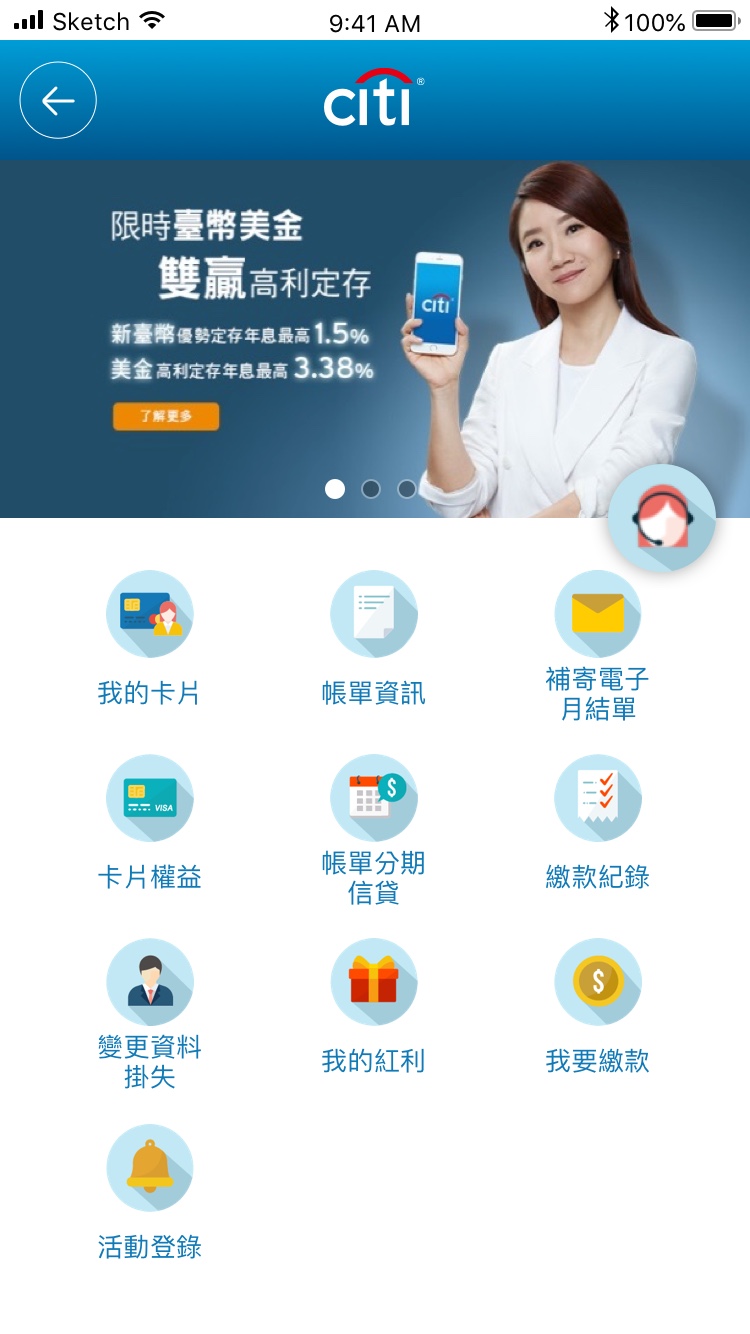 Sketch 9:41 AM 100%
citi®
限時臺幣美金
雙贏高利定存
citi
新臺幣優勢定存年息最高1.5%
美金高利定存年息最高3.38%
了解更多
我的卡片
帳單資訊
補寄電子
月結單
VISA
$
卡片權益
帳單分期
信貸
繳款紀錄
$
變更資料
掛失
我的紅利
我要繳款
活動登錄